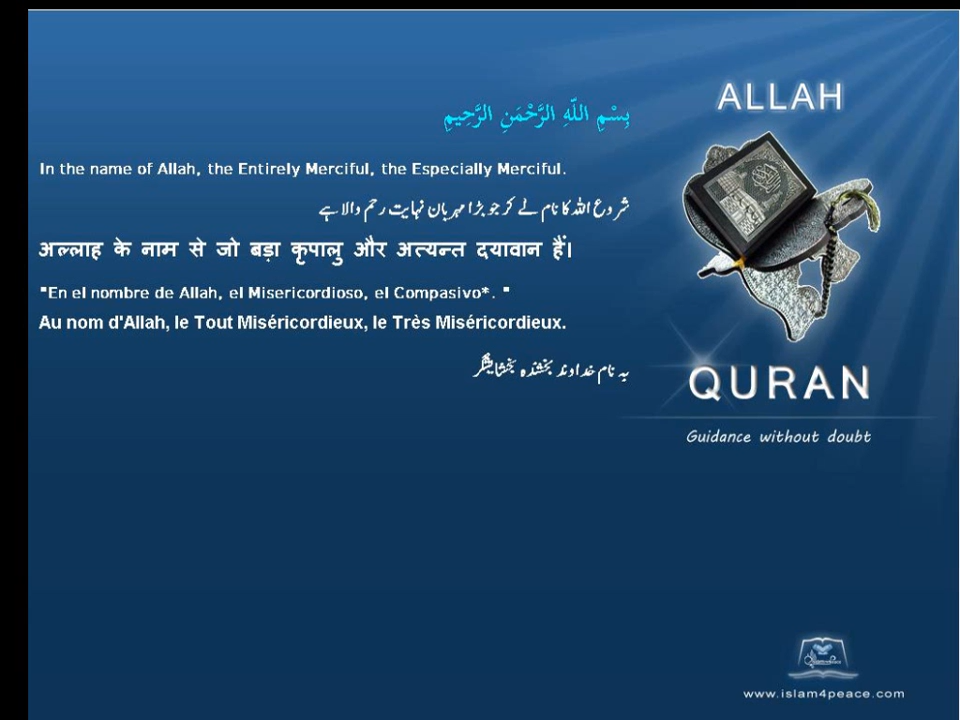 بِسْمِ اللَّهِ الرَّحْمَنِ الرَّحِيمِ
In the name of Allah, the Entirely Merciful, the Especially Merciful.
شروع اللہ کا نام لے کر جو بڑا مہربان نہایت رحم والا ہے
अल्लाह के नाम से जो बड़ा कृपालु और अत्यन्त दयावान हैं।
"En el nombre de Allah, el Misericordioso, el Compasivo*. "
Au nom d'Allah, le Tout Miséricordieux, le Très Miséricordieux.
به نام خداوند بخشنده بخشایشگر
ALLAH
QURAN
Guidance without doubt
www.islam4peace.com